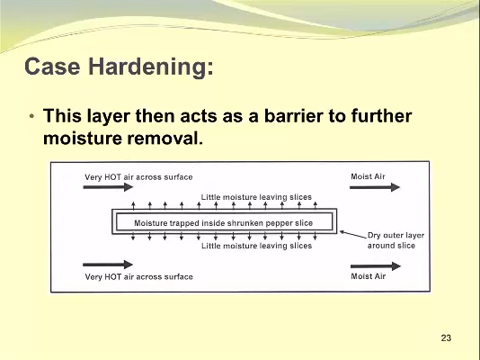 Case Hardening:
• This layer then acts as a barrier to further
moisture removal.
Very HOT air across surface
Moist Air
Little moisture leaving slices
Moisture trapped inside shrunken pepper slice
Dry outer layer
around slice
Little moisture leaving slices
Very HOT air across surface
Moist Air
23